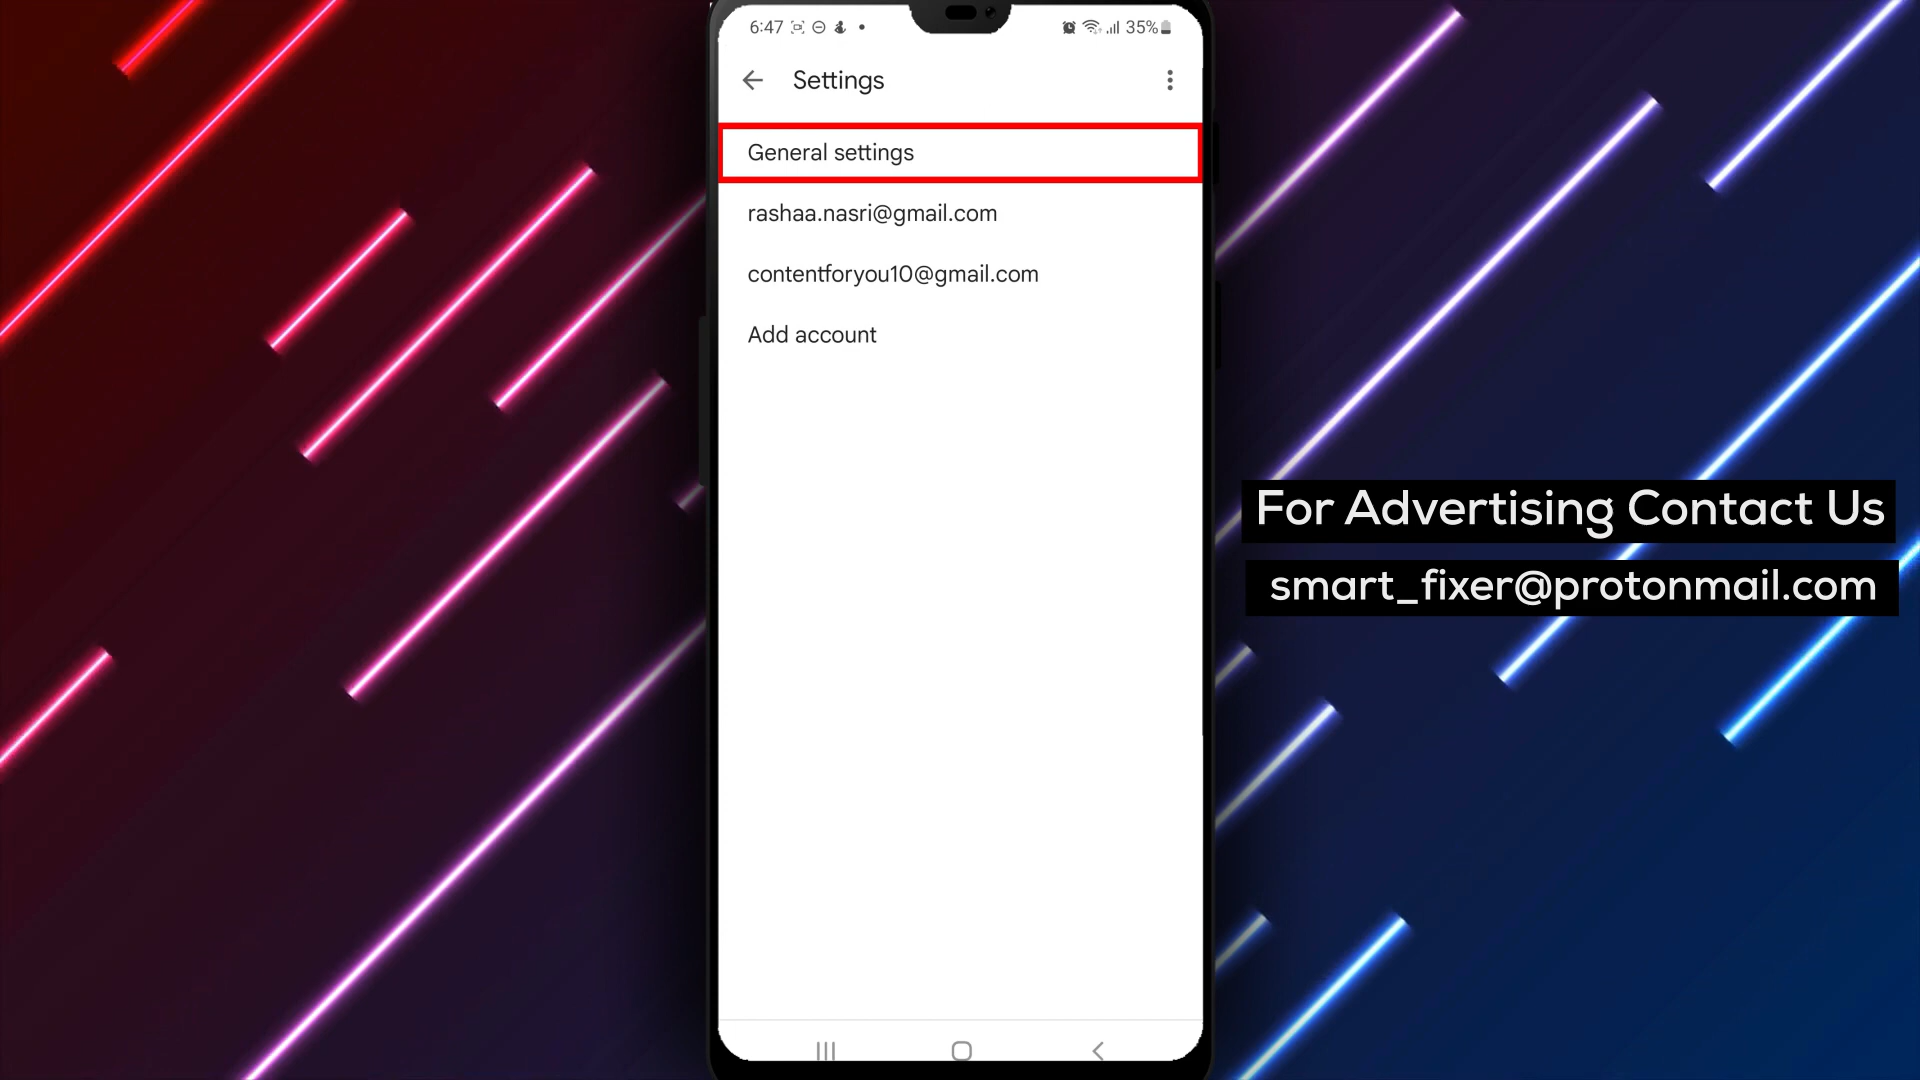 6:47
35%
Settings
General settings
rashaa.nasri@gmail.com
contentforyou10@gmail.com
Add account
For Advertising Contact Us
smart_fixer@protonmail.com